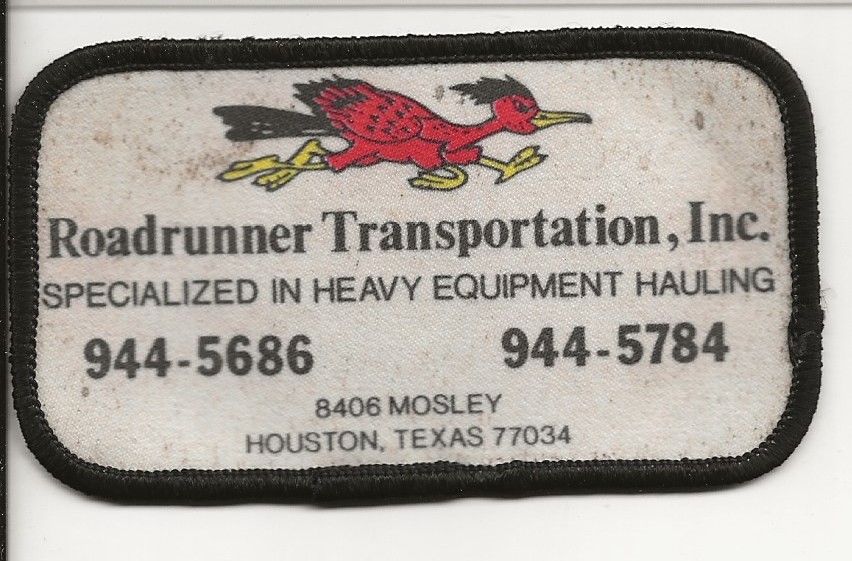 Roadrunner Transportation, Inc.
SPECIALIZED IN HEAVY EQUIPMENT HAULING
944-5686 944-5784
8406 MOSLEY
HOUSTON, TEXAS 77034